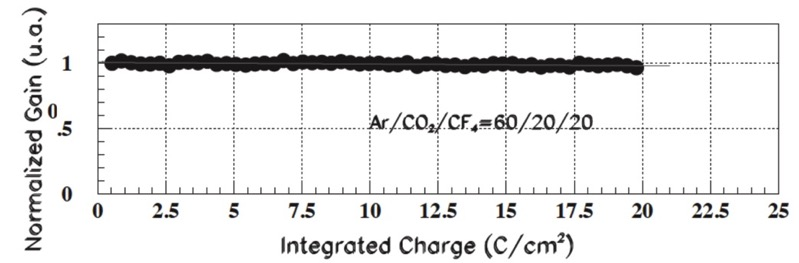 Normalized Gain (u.a.)
1
0
.5
0
Ar/CO₂/CF₄=60/20/20
0 2.5 5 7.5 10 12.5 15 17.5 20 22.5 25
Integrated Charge (C/cm²)